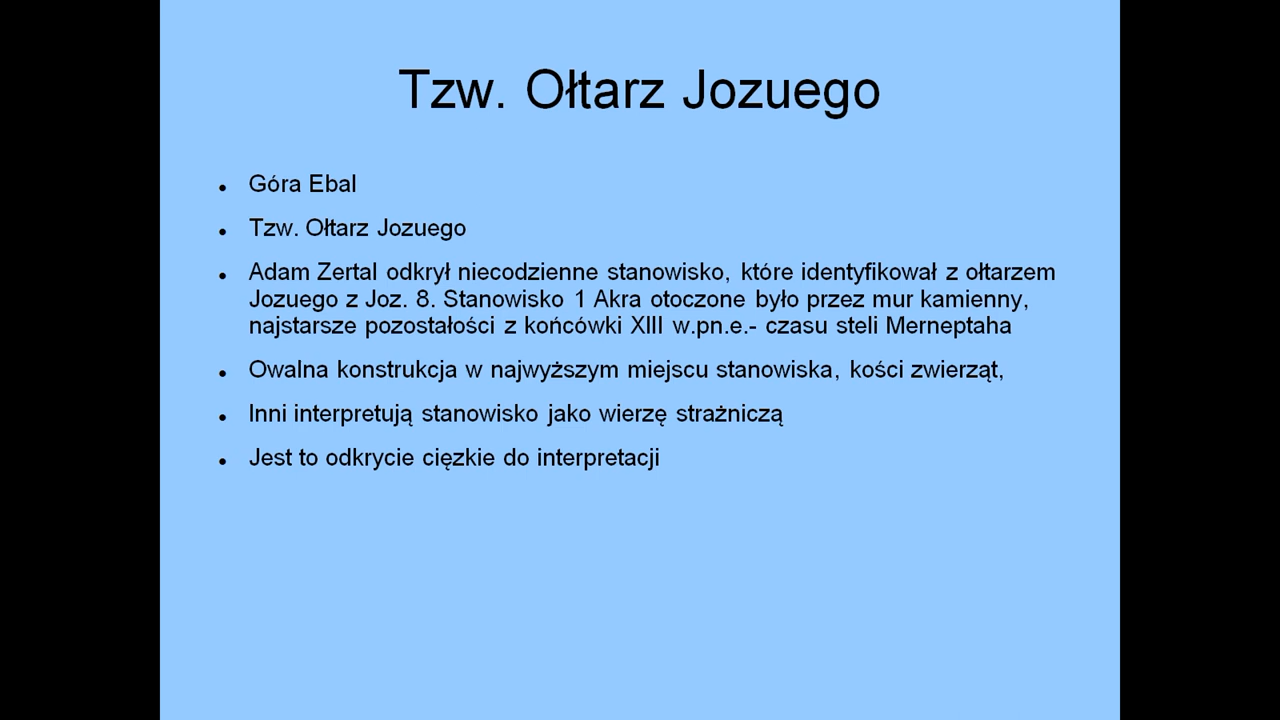 Tzw. Ołtarz Jozuego
Góra Ebal
Tzw. Ołtarz Jozuego
Adam Zertal odkrył niecodzienne stanowisko, które identyfikował z ołtarzem
Jozuego z Joz. 8. Stanowisko 1 Akra otoczone było przez mur kamienny,
najstarsze pozostałości z końcówki XIII w.pn.e.- czasu steli Merneptaha
Owalna konstrukcja w najwyższym miejscu stanowiska, kości zwierząt,
Inni interpretują stanowisko jako wierzę strażniczą
Jest to odkrycie cięzkie do interpretacji